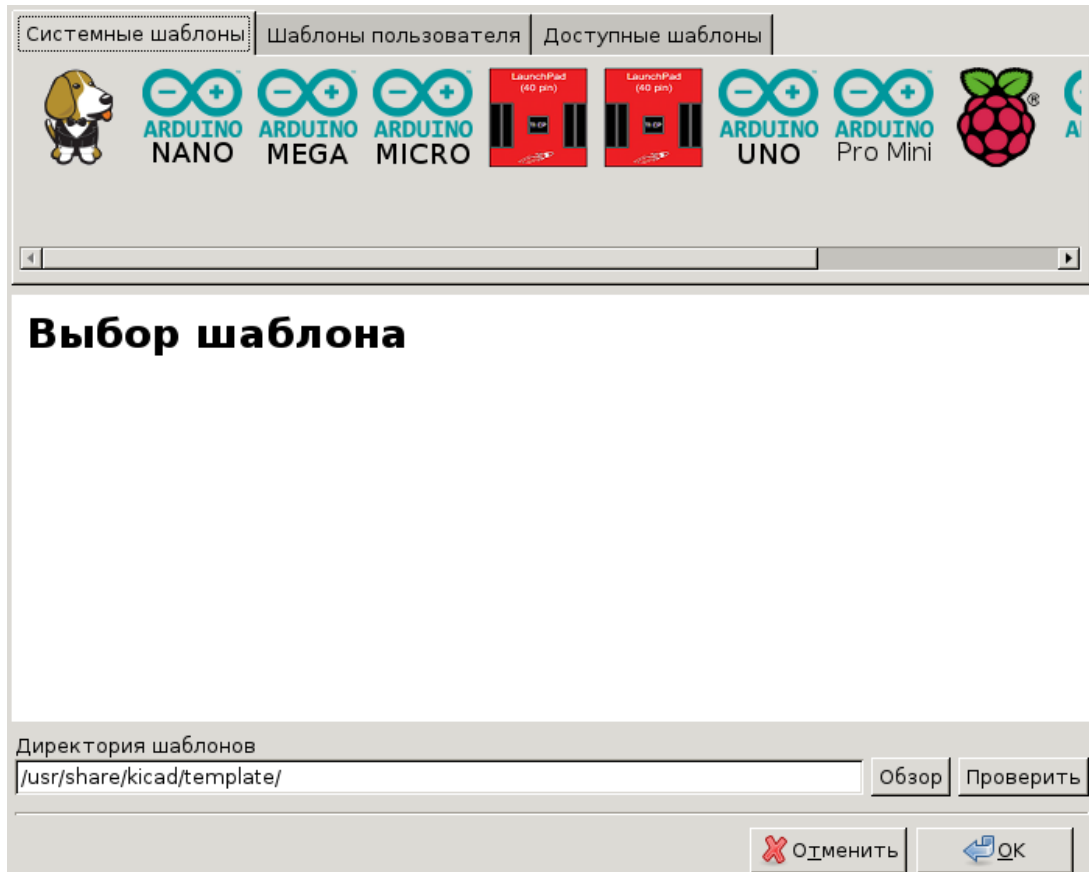 Системные шаблоны
Шаблоны пользователя
Доступные шаблоны
ARDUINO
NANO
ARDUINO
MEGA
ARDUINO
MICRO
LaunchPad
(40 pin)
LaunchPad
(40 pin)
ARDUINO
UNO
ARDUINO
Pro Mini
®
Выбор шаблона
Директория шаблонов
/usr/share/kicad/template/
Обзор
Проверить
Отменить
OK